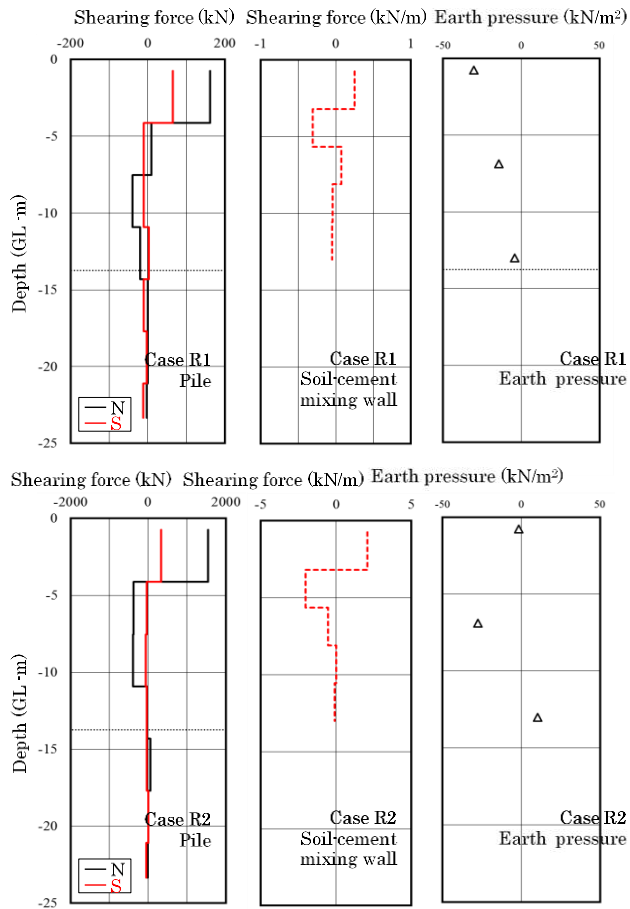 Shearing force (kN) Shearing force (kN/m) Earth pressure (kN/m²)
-200 0 200 -1 0 1 -50 0 50
0
-5
-10
-15
-20
-25
Depth (GL -m)
Case R1
Pile
N
S
Case R1
Soil-cement
mixing wall
Case R1
Earth pressure
Shearing force (kN) Shearing force (kN/m) Earth pressure (kN/m²)
-2000 0 2000 -5 0 5 -50 0 50
0
-5
-10
-15
-20
-25
Depth (GL -m)
Case R2
Pile
N
S
Case R2
Soil-cement
mixing wall
Case R2
Earth pressure